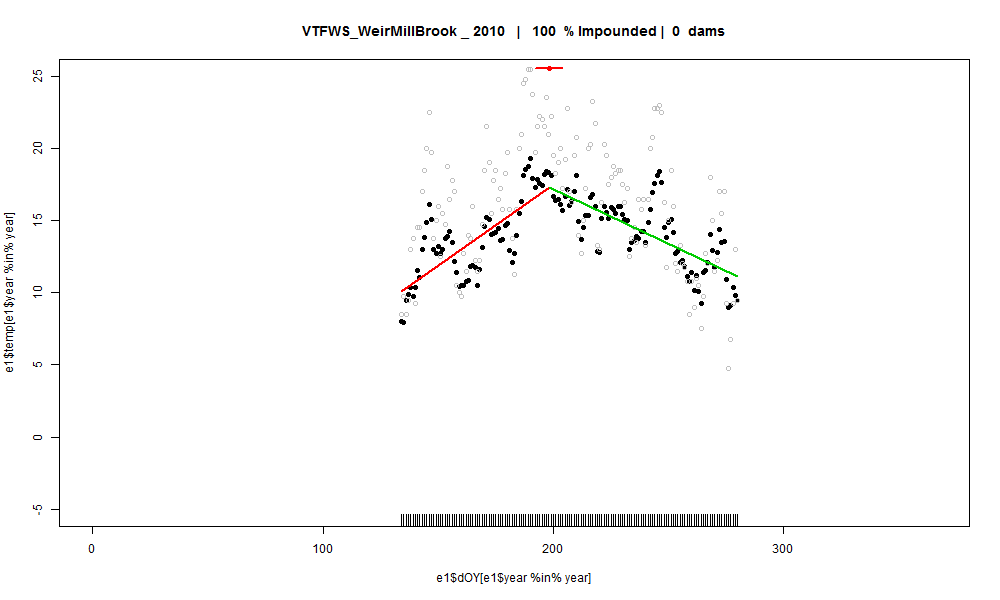 VTFWS_WeirMillBrook _ 2010 | 100 % Impounded | 0 dams
25
20
15
10
5
0
-5
e1$temp[e1$year %in% year]
0 100 200 300
e1$dOY[e1$year %in% year]